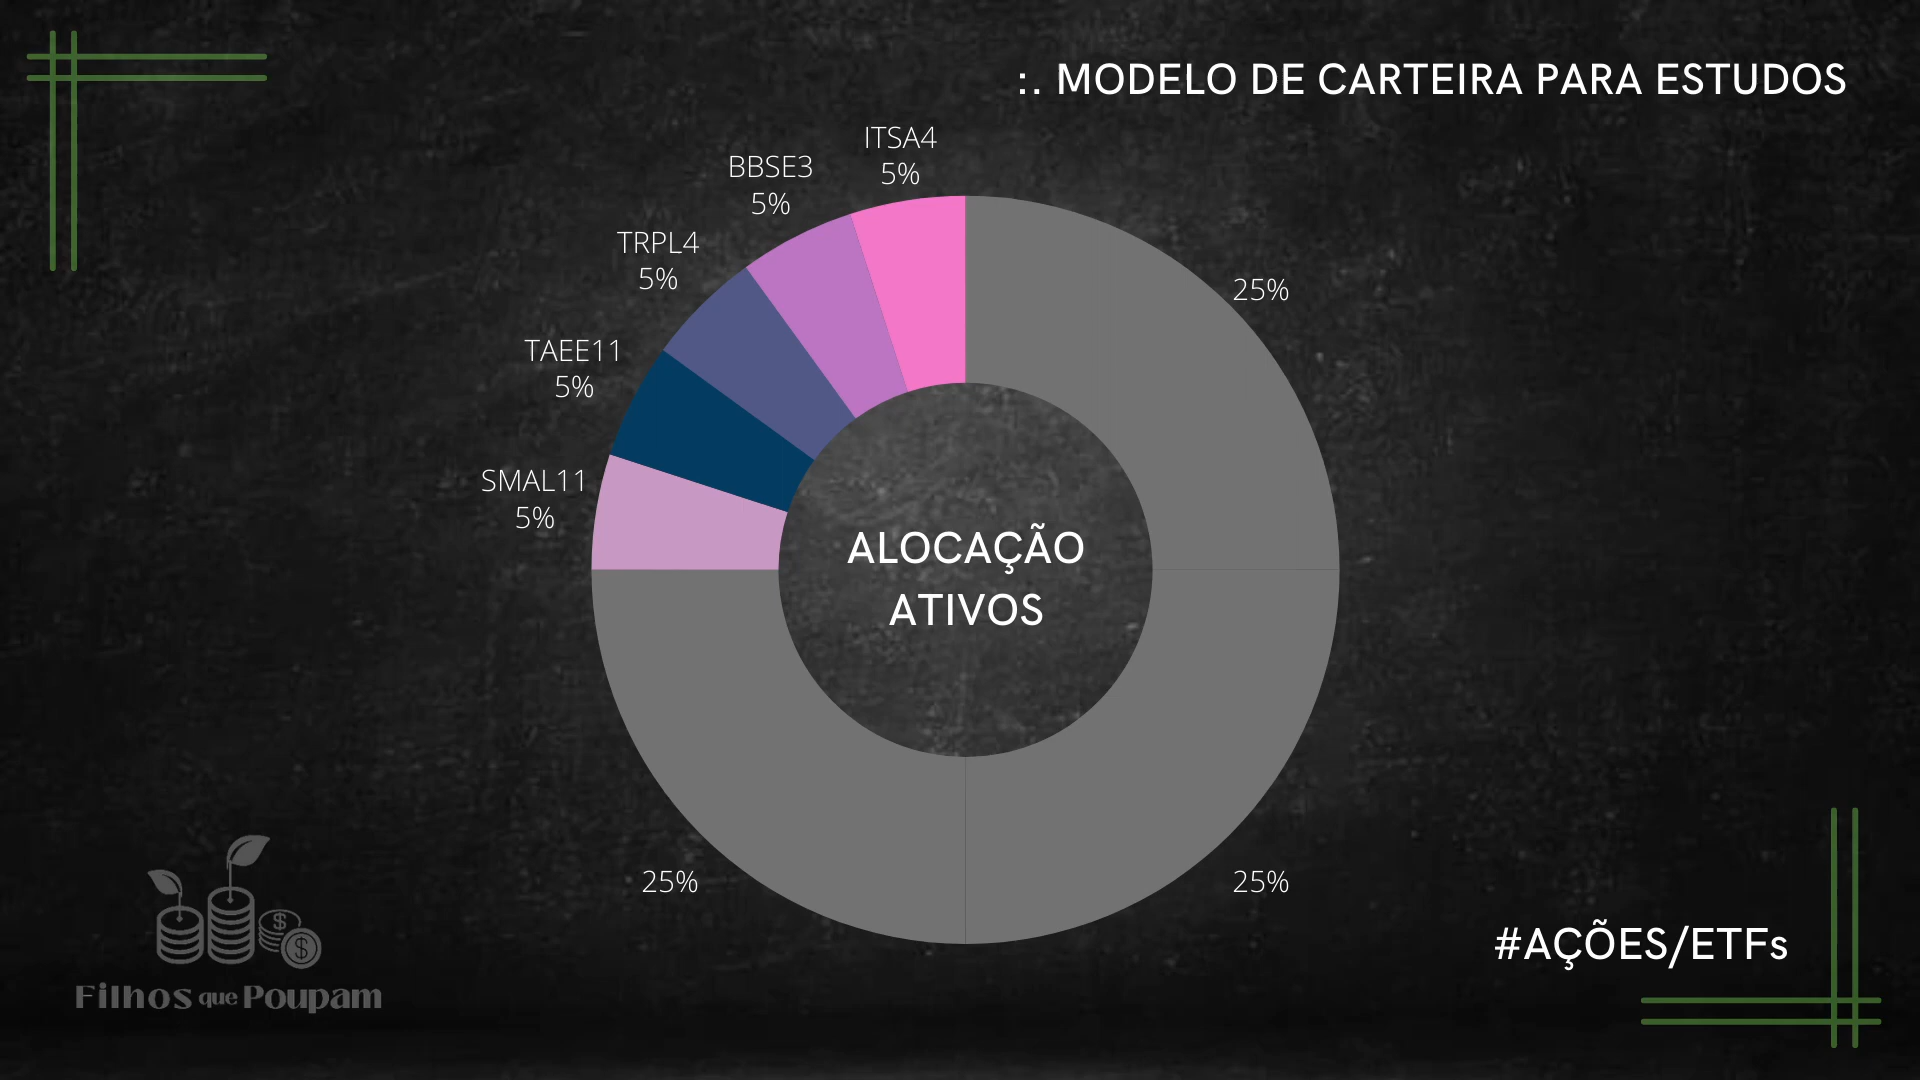 :. MODELO DE CARTEIRA PARA ESTUDOS
ITSA4
5%
BBSE3
5%
TRPL4
5%
25%
TAEE11
5%
SMAL11
5%
ALOCAÇÃO
ATIVOS
25%
25%
#AÇÕES/ETFs
$
$
Filhos que Poupam